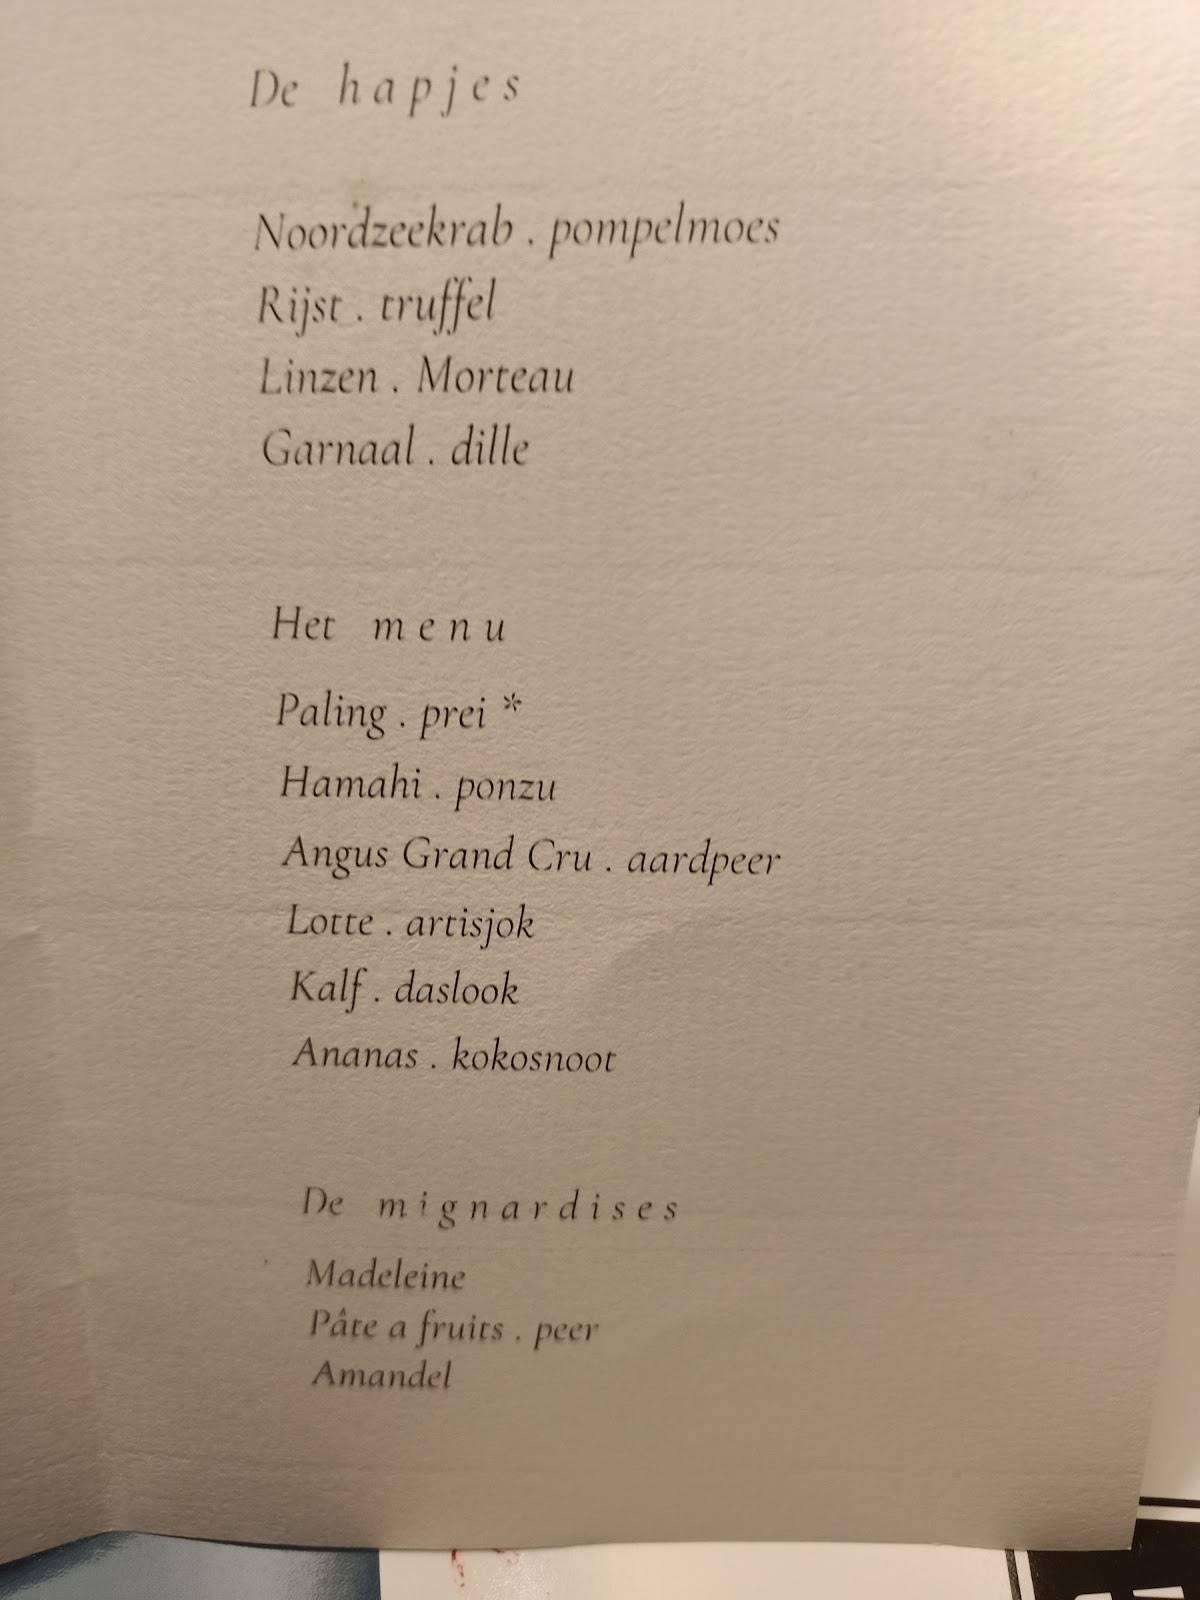 De hapjes
Noordzeekrab . pompelmoes
Rijst . truffel
Linzen . Morteau
Garnaal . dille
Het menu
Paling . prei *
Hamahi . ponzu
Angus Grand Cru . aardpeer
Lotte . artisjok
Kalf . daslook
Ananas . kokosnoot
De mignardises
Madeleine
Pâte a fruits . peer
Amandel